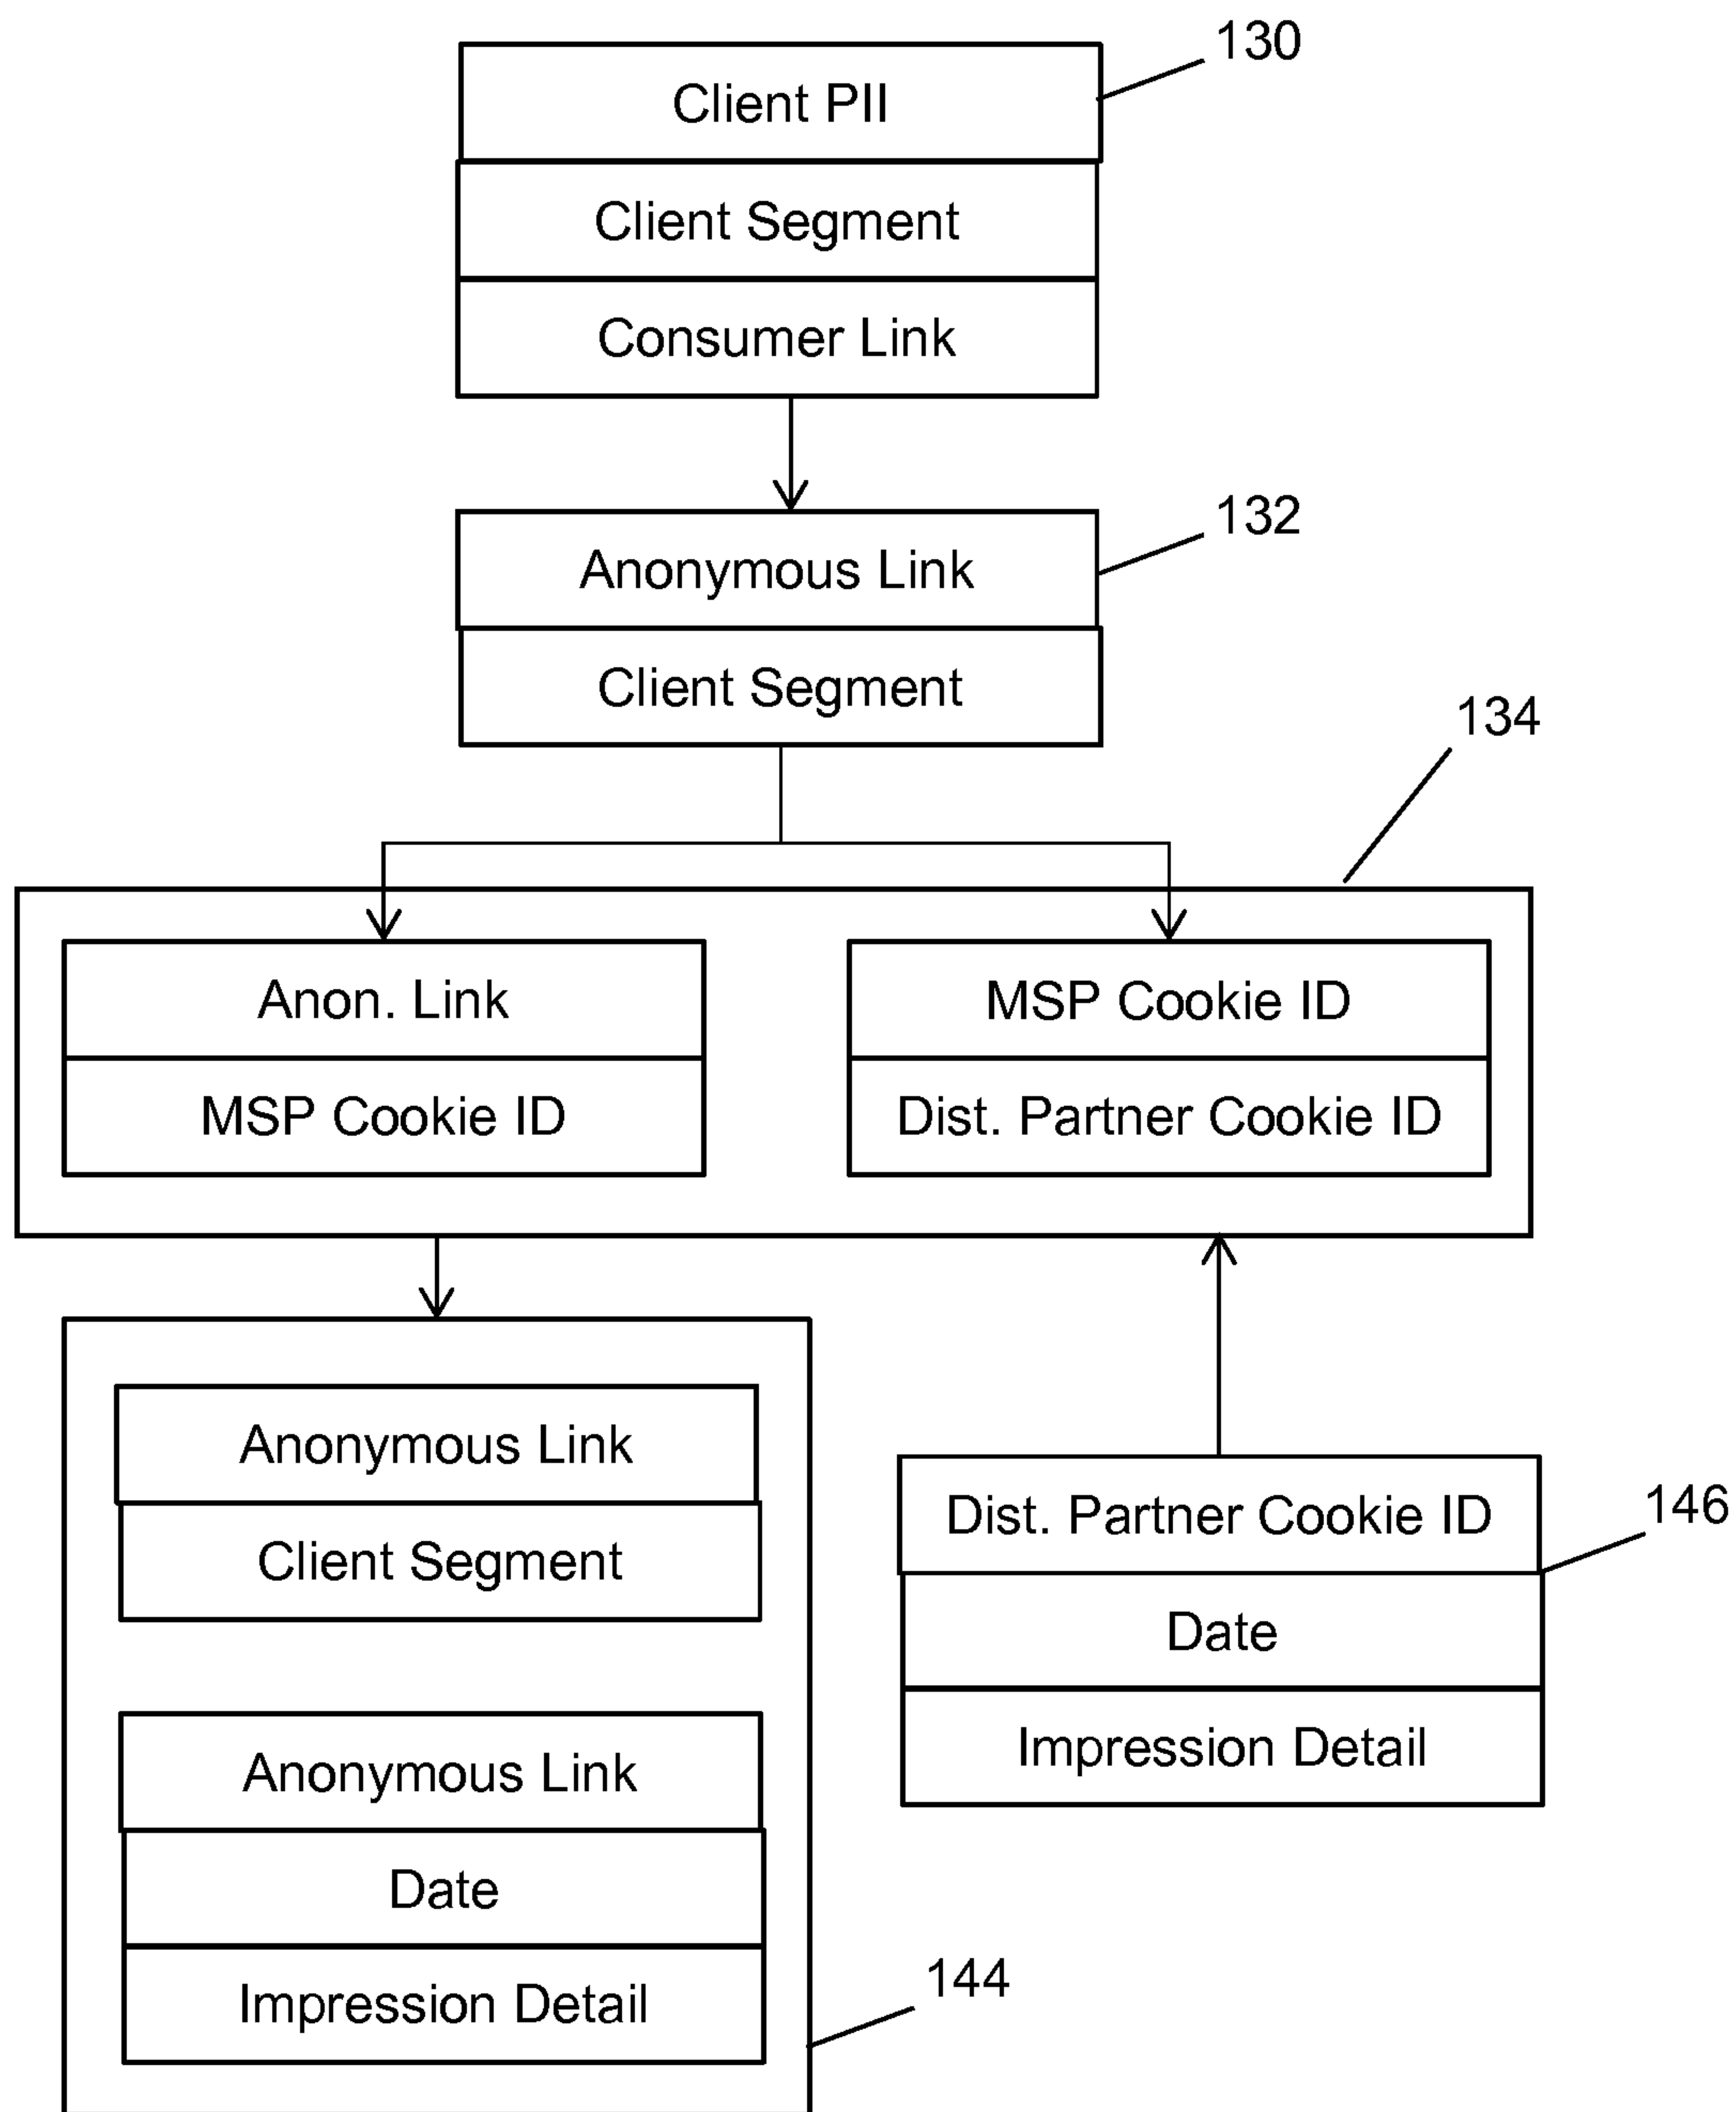 130
Client PII
Client Segment
Consumer Link
132
Anonymous Link
Client Segment
134
Anon. Link
MSP Cookie ID
MSP Cookie ID
Dist. Partner Cookie ID
Anonymous Link
Client Segment
Anonymous Link
Date
Impression Detail
144
Dist. Partner Cookie ID
146
Date
Impression Detail